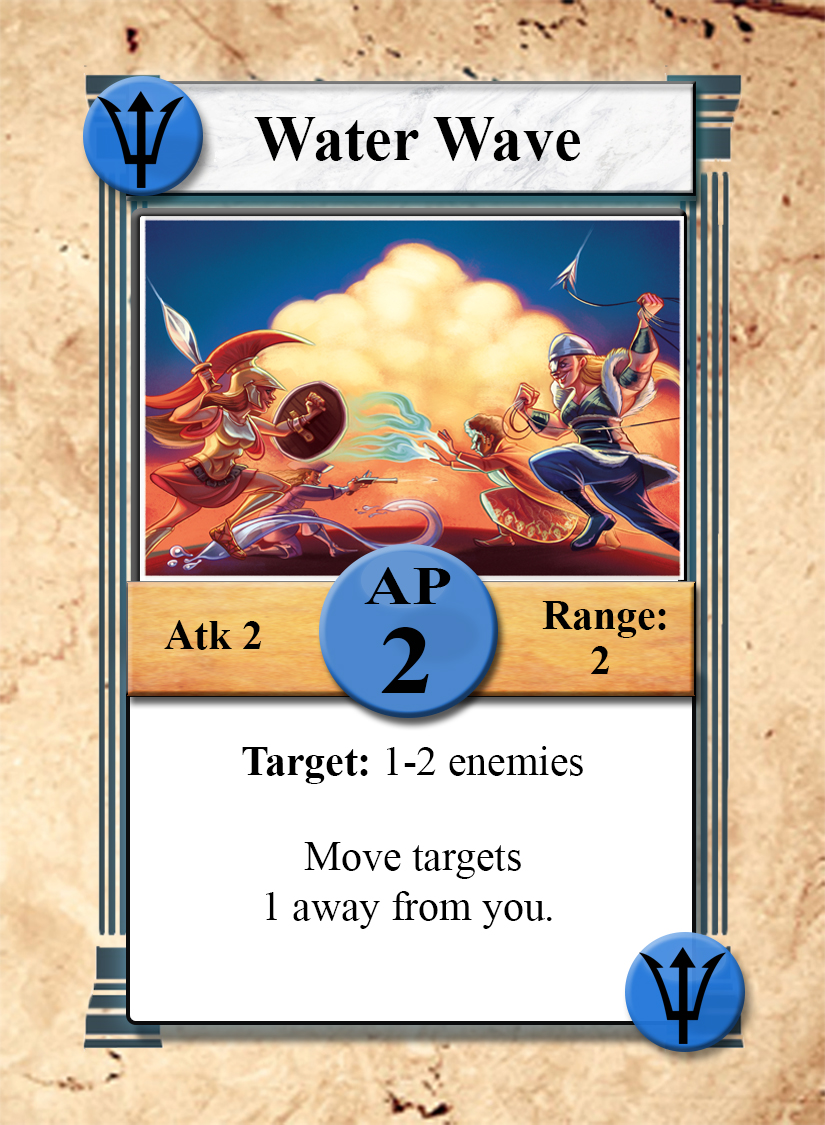 Water Wave
Atk 2
AP
2
Range:
2
Target: 1-2 enemies
Move targets
1 away from you.